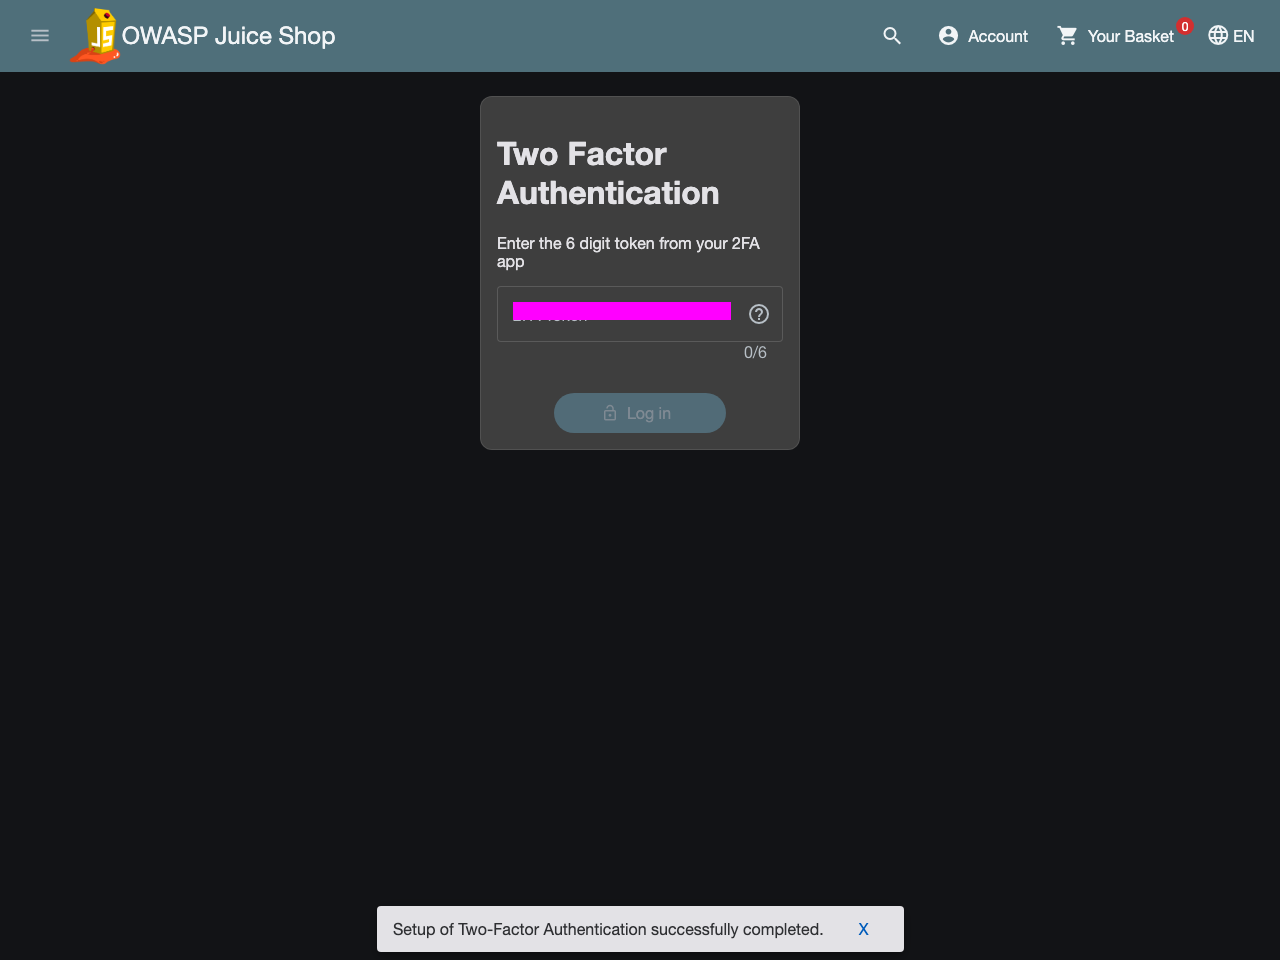 OWASP Juice Shop
Account
Your Basket
0
EN
Two Factor
Authentication
Enter the 6 digit token from your 2FA
app
0/6
Log in
Setup of Two-Factor Authentication successfully completed.
X